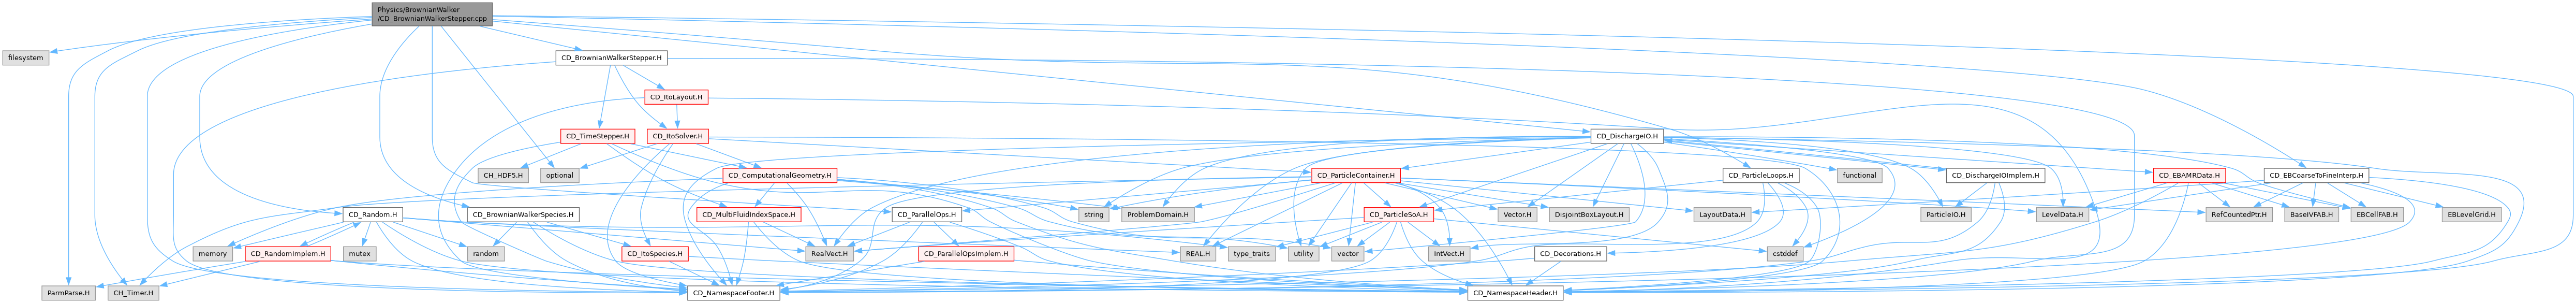 Physics/BrownianWalker
/CD_BrownianWalkerStepper.cpp
filesystem
CD_BrownianWalkerStepper.H
CD_ItoLayout.H
CD_TimeStepper.H
CD_ItoSolver.H
CD_DischargeIO.H
CH_HDF5.H
optional
CD_ComputationalGeometry.H
CD_ParticleContainer.H
CD_ParticleLoops.H
functional
CD_DischargeIOImplem.H
CD_EBAMRData.H
CD_EBCoarseToFineInterp.H
CD_Random.H
CD_BrownianWalkerSpecies.H
CD_MultiFluidIndexSpace.H
CD_ParallelOps.H
string
ProblemDomain.H
CD_ParticleSoA.H
Vector.H
DisjointBoxLayout.H
LayoutData.H
ParticleIO.H
LevelData.H
RefCountedPtr.H
BaseIVFAB.H
EBCellFAB.H
EBLevelGrid.H
memory
CD_RandomImplem.H
mutex
random
CD_ItoSpecies.H
RealVect.H
CD_ParallelOpsImplem.H
REAL.H
type_traits
utility
vector
IntVect.H
CD_Decorations.H
cstddef
ParmParse.H
CH_Timer.H
CD_NamespaceFooter.H
CD_NamespaceHeader.H